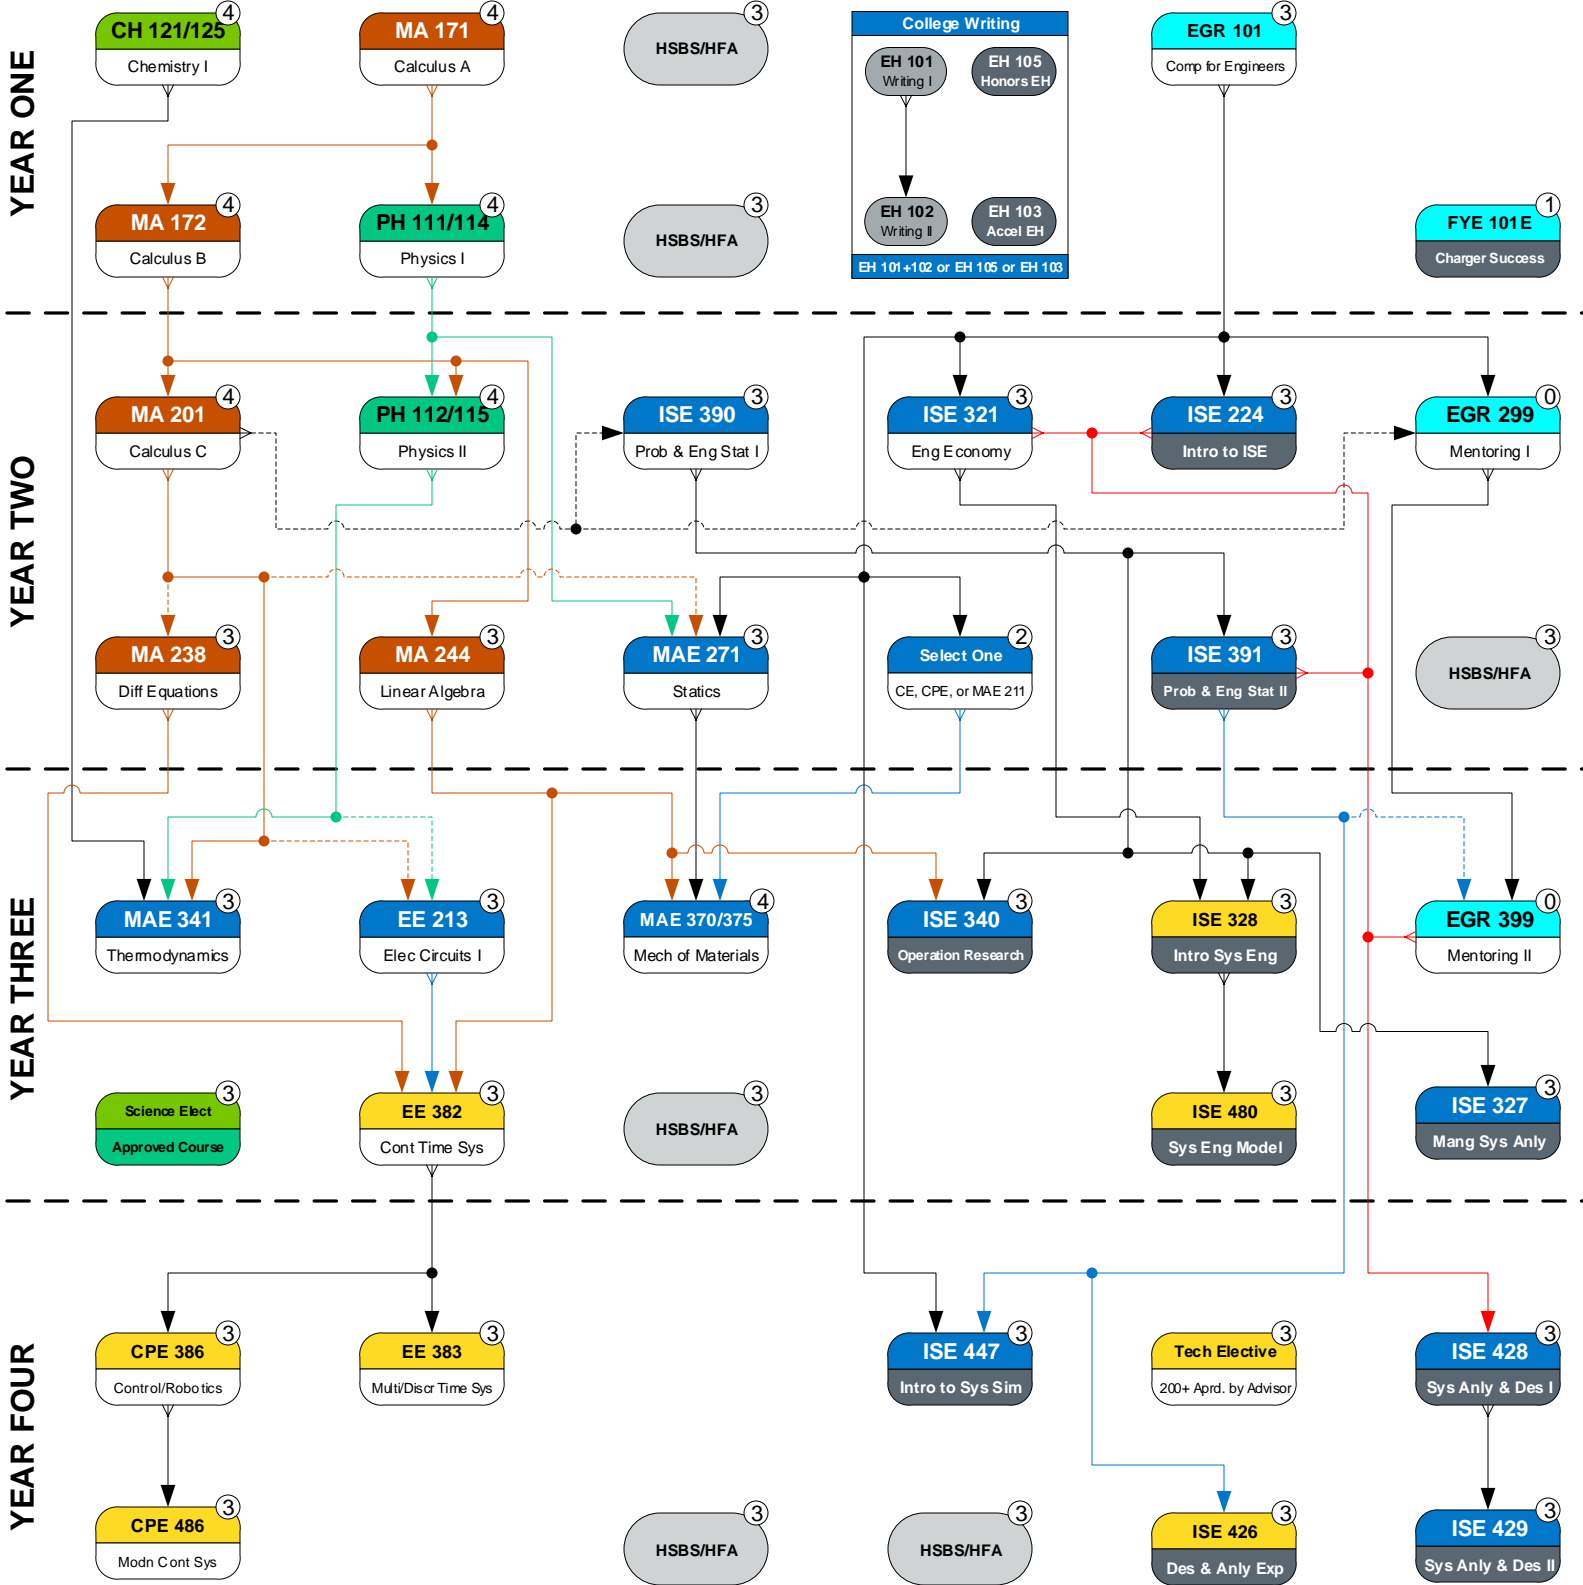 YEAR ONE
4
CH 121/125
Chemistry I
4
MA 171
Calculus A
3
HSBS/HFA
College Writing
EH 101
Writing I
EH 105
Honors EH
EH 102
Writing II
EH 103
Accel EH
EH 101+102 or EH 105 or EH 103
3
EGR 101
Comp for Engineers
4
MA 172
Calculus B
4
PH 111/114
Physics I
3
HSBS/HFA
1
FYE 101E
Charger Success
YEAR TWO
4
MA 201
Calculus C
4
PH 112/115
Physics II
3
ISE 390
Prob & Eng Stat I
3
ISE 321
Eng Economy
3
ISE 224
Intro to ISE
0
EGR 299
Mentoring I
3
MA 238
Diff Equations
3
MA 244
Linear Algebra
3
MAE 271
Statics
2
Select One
CE, CPE, or MAE 211
3
ISE 391
Prob & Eng Stat II
3
HSBS/HFA
YEAR THREE
3
MAE 341
Thermodynamics
3
EE 213
Elec Circuits I
4
MAE 370/375
Mech of Materials
3
ISE 340
Operation Research
3
ISE 328
Intro Sys Eng
0
EGR 399
Mentoring II
3
Science Elect
Approved Course
3
EE 382
Cont Time Sys
3
HSBS/HFA
3
ISE 480
Sys Eng Model
3
ISE 327
Mang Sys Anly
YEAR FOUR
3
CPE 386
Control/Robotics
3
EE 383
Multi/Discr Time Sys
3
ISE 447
Intro to Sys Sim
3
Tech Elective
200+ Aprd. by Advisor
3
ISE 428
Sys Anly & Des I
3
CPE 486
Modn Cont Sys
3
HSBS/HFA
3
HSBS/HFA
3
ISE 426
Des & Anly Exp
3
ISE 429
Sys Anly & Des II